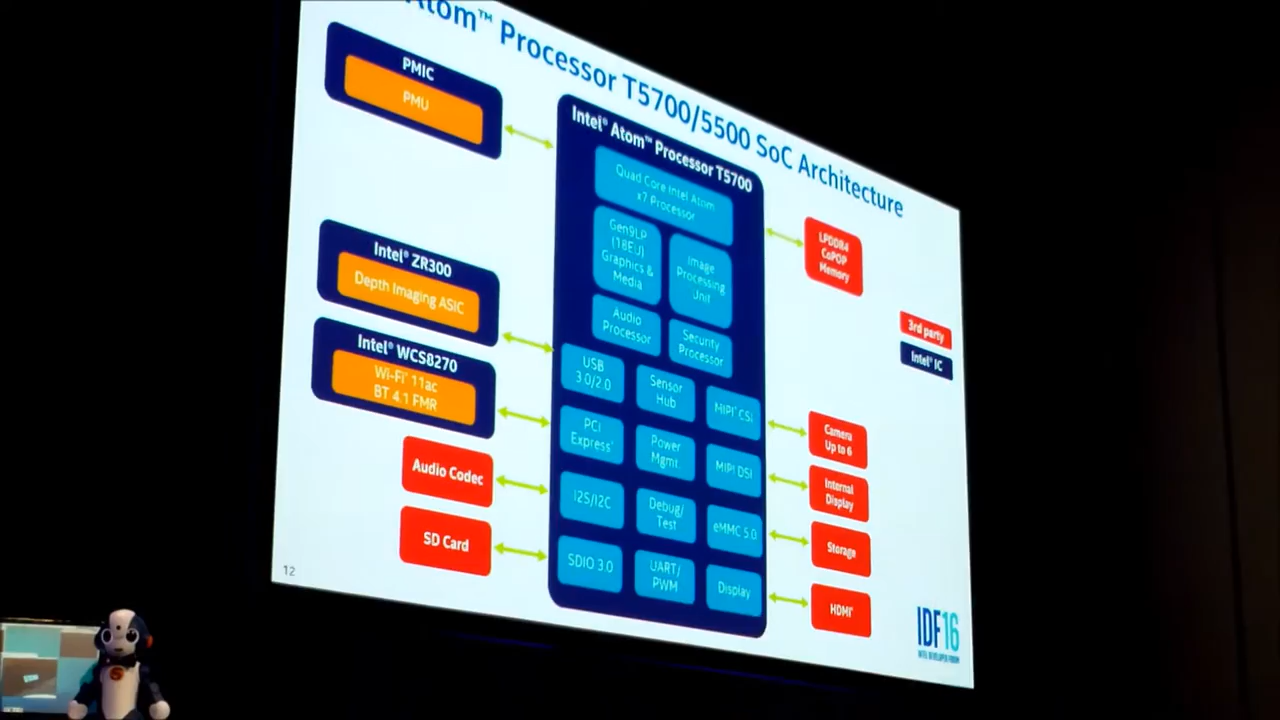 Atom™ Processor T5700/5500 SoC Architecture
PMIC
PMU
Intel® ZR300
Depth Imaging ASIC
Intel® WCS8270
Wi-Fi 11ac
BT 4.1 FMR
Audio Codec
SD Card
Intel® Atom™ Processor T5700
Quad Core Intel Atom
x7 Processor
Gen9LP
(18EU)
Graphics &
Media
Image
Processing
Unit
Audio
Processor
Security
Processor
USB
3.0/2.0
Sensor
Hub
MIPI CSI
PCI
Express
Power
Mgmt.
MIPI DSI
I2S/I2C
Debug/
Test
eMMC 5.0
SDIO 3.0
UART/
PWM
Display
LPDDR4
CoPOP
Memory
3rd party
Intel® IC
Camera
Up to 6
Internal
Display
Storage
HDMI
12
IDF16
INTEL DEVELOPER FORUM